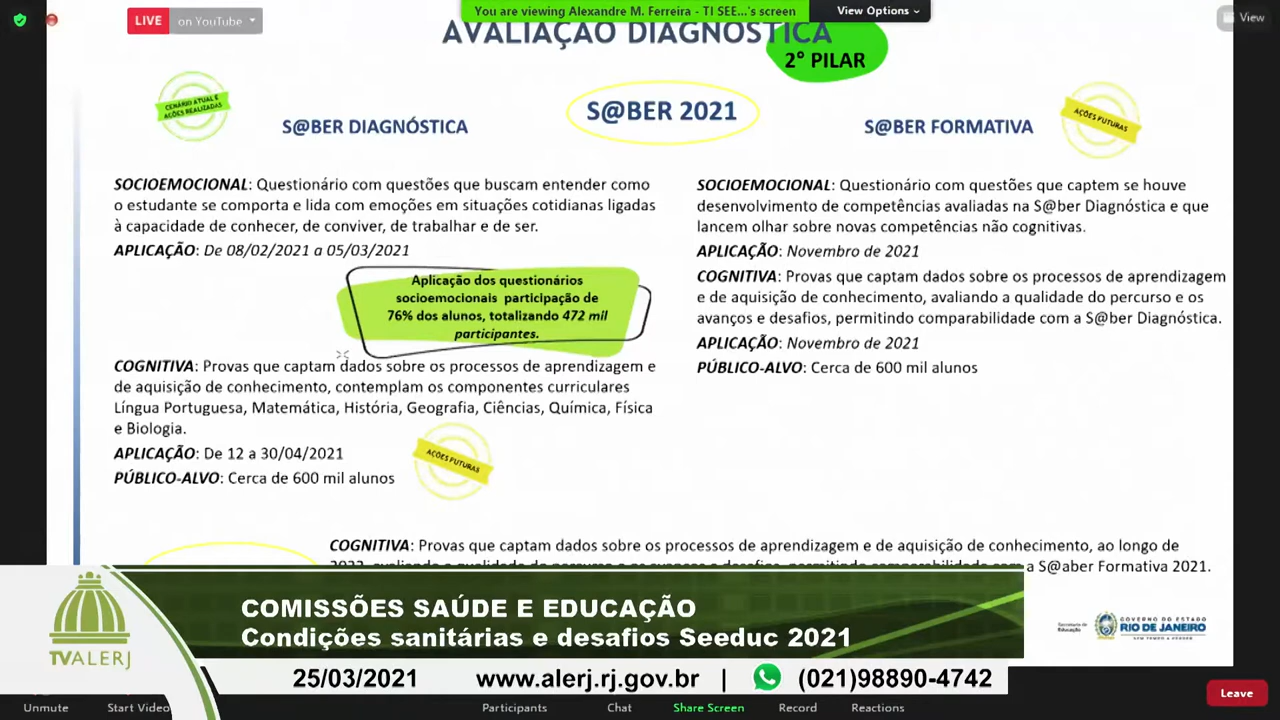 LIVE on YouTube
You are viewing Alexandre M. Ferreira - TI SEE...'s screen
View Options
View
AVALIAÇÃO DIAGNÓSTICA
2° PILAR
CENÁRIO ATUAL E
AÇÕES REALIZADAS
S@BER DIAGNÓSTICA
S@BER 2021
S@BER FORMATIVA
AÇÕES FUTURAS
SOCIOEMOCIONAL: Questionário com questões que buscam entender como
o estudante se comporta e lida com emoções em situações cotidianas ligadas
à capacidade de conhecer, de conviver, de trabalhar e de ser.
APLICAÇÃO: De 08/02/2021 a 05/03/2021
Aplicação dos questionários
socioemocionais participação de
76% dos alunos, totalizando 472 mil
participantes.
COGNITIVA: Provas que captam dados sobre os processos de aprendizagem e
de aquisição de conhecimento, contemplam os componentes curriculares
Língua Portuguesa, Matemática, História, Geografia, Ciências, Química, Física
e Biologia.
APLICAÇÃO: De 12 a 30/04/2021
PÚBLICO-ALVO: Cerca de 600 mil alunos
AÇÕES FUTURAS
SOCIOEMOCIONAL: Questionário com questões que captem se houve
desenvolvimento de competências avaliadas na S@ber Diagnóstica e que
lancem olhar sobre novas competências não cognitivas.
APLICAÇÃO: Novembro de 2021
COGNITIVA: Provas que captam dados sobre os processos de aprendizagem
e de aquisição de conhecimento, avaliando a qualidade do percurso e os
avanços e desafios, permitindo comparabilidade com a S@ber Diagnóstica.
APLICAÇÃO: Novembro de 2021
PÚBLICO-ALVO: Cerca de 600 mil alunos
COGNITIVA: Provas que captam dados sobre os processos de aprendizagem e de aquisição de conhecimento, ao longo de
a S@aber Formativa 2021.
COMISSÕES SAÚDE E EDUCAÇÃO
Condições sanitárias e desafios Seeduc 2021
TVALERJ
25/03/2021 www.alerj.rj.gov.br | (021)98890-4742
Secretaria de
Educação
GOVERNO DO ESTADO
RIO DE JANEIRO
Unmute
Start Video
Participants
Chat
Share Screen
Record
Reactions
Leave